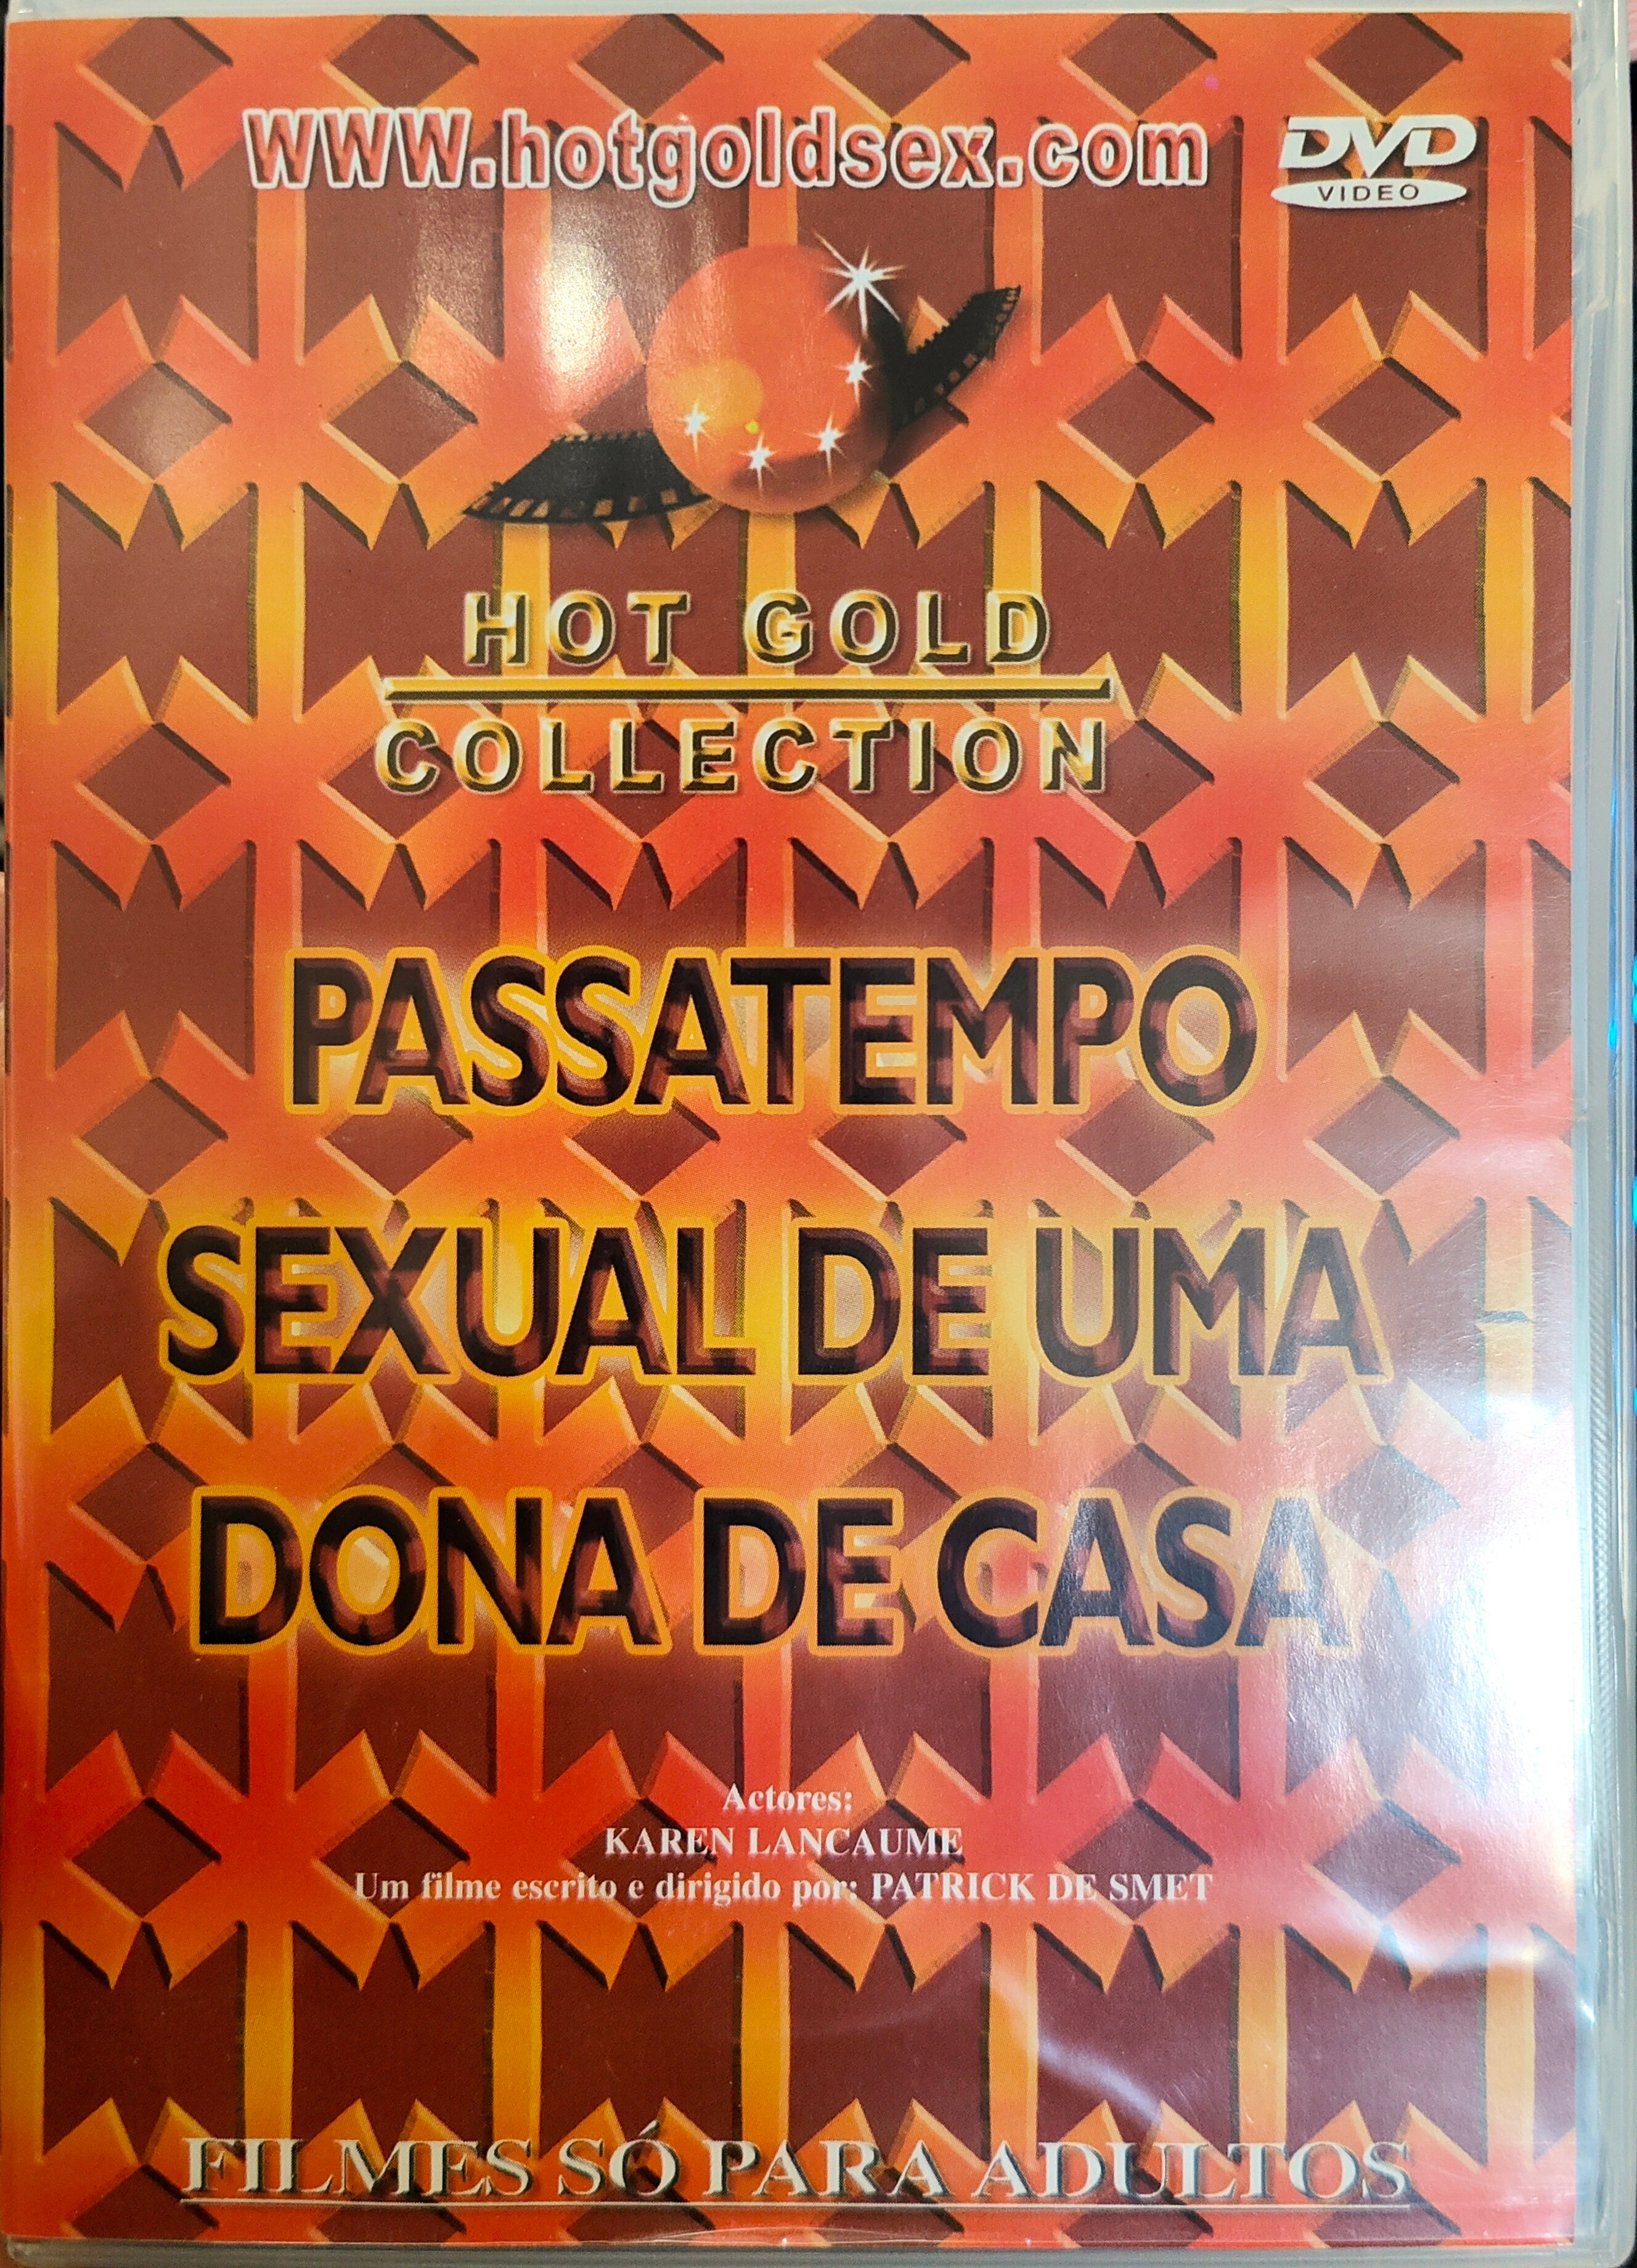 www.hotgoldsex.com
DVD
VIDEO
HOT GOLD
COLLECTION
PASSATEMPO
SEXUAL DE UMA
DONA DE CASA
Actores:
KAREN LANCAUME
Um filme escrito e dirigido por: PATRICK DE SMET
FILMES SÓ PARA ADULTOS